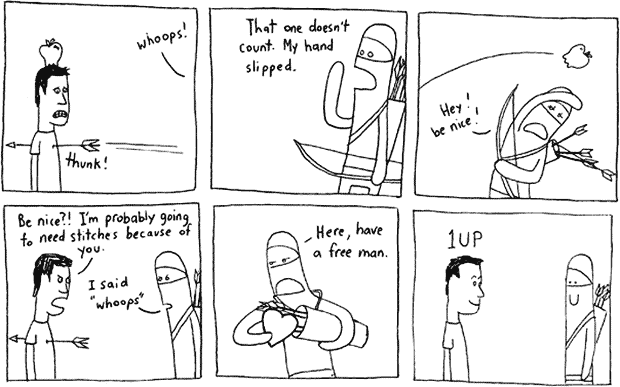 whoops!
thunk!
That one doesn't
count. My hand
slipped.
Hey!
be nice!
Be nice?! I'm probably going
to need stitches because of
you.
I said
"whoops"
Here, have
a free man.
1UP